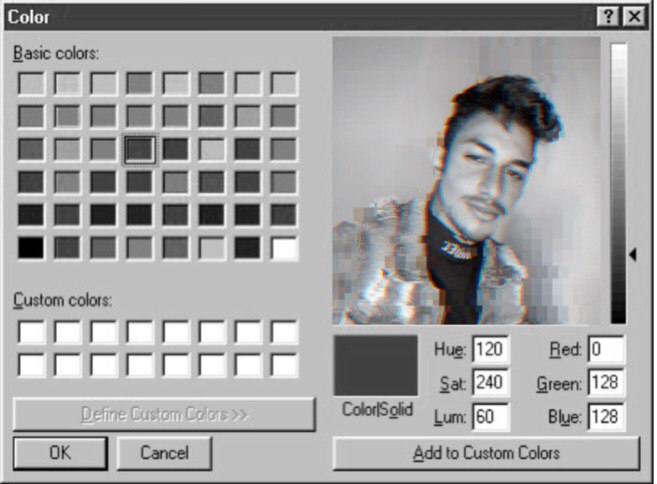 Color
? ×
Basic colors:
Custom colors:
Define Custom Colors >>
OK
Cancel
Color|Solid
Hue: 120
Sat: 240
Lum: 60
Red: 0
Green: 128
Blue: 128
Add to Custom Colors